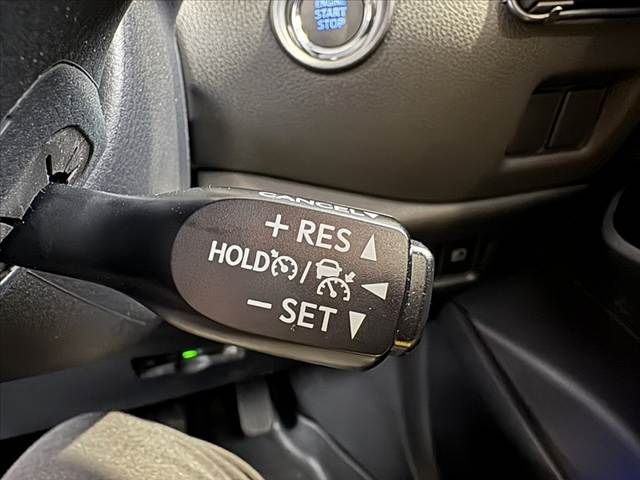 ENGINE
START
STOP
CANCEL
+ RES
HOLD /
- SET